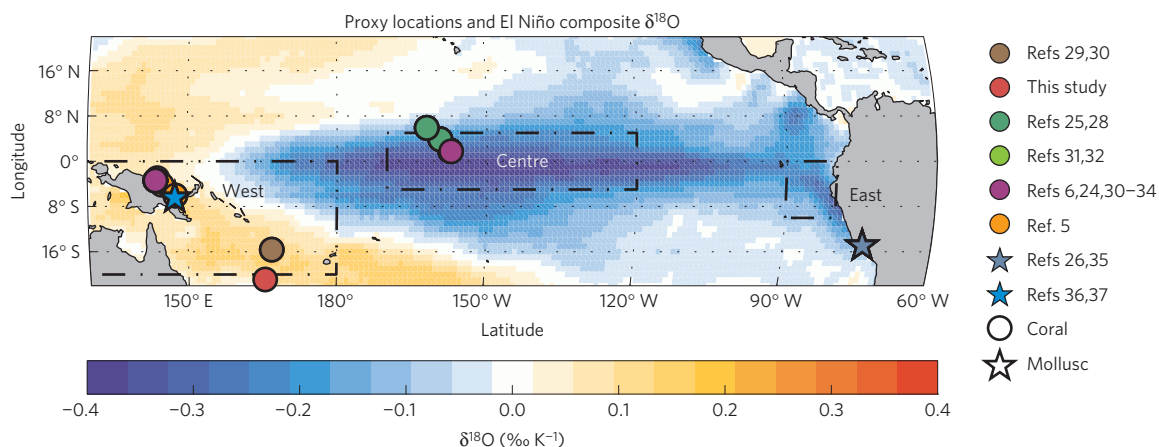 Proxy locations and El Niño composite δ¹⁸O
16° N
8° N
0°
8° S
16° S
Longitude
West
Centre
East
150° E
180°
150° W
120° W
90° W
60° W
Latitude
−0.4
−0.3
−0.2
−0.1
0.0
0.1
0.2
0.3
0.4
δ¹⁸O (‰ K⁻¹)
Refs 29,30
This study
Refs 25,28
Refs 31,32
Refs 6,24,30−34
Ref. 5
Refs 26,35
Refs 36,37
Coral
Mollusc